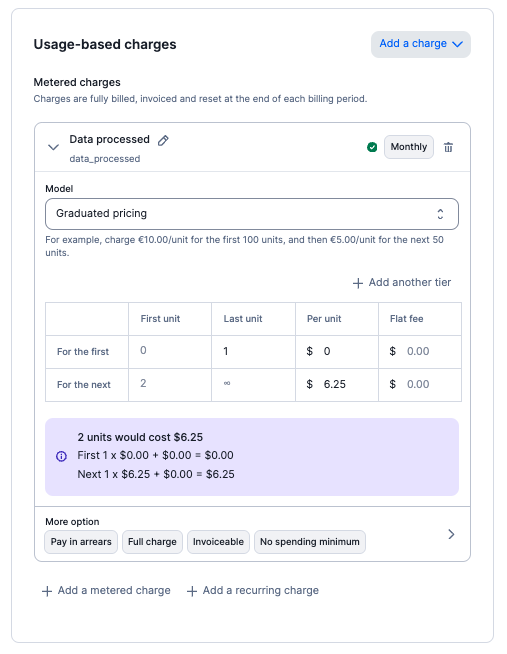 Usage-based charges
Add a charge
Metered charges
Charges are fully billed, invoiced and reset at the end of each billing period.
Data processed
data_processed
Monthly
Model
Graduated pricing
For example, charge €10.00/unit for the first 100 units, and then €5.00/unit for the next 50
units.
Add another tier
First unit Last unit Per unit Flat fee
For the first 0 1 $ 0 $ 0.00
For the next 2 ∞ $ 6.25 $ 0.00
2 units would cost $6.25
First 1 x $0.00 + $0.00 = $0.00
Next 1 x $6.25 + $0.00 = $6.25
More option
Pay in arrears Full charge Invoiceable No spending minimum
Add a metered charge Add a recurring charge